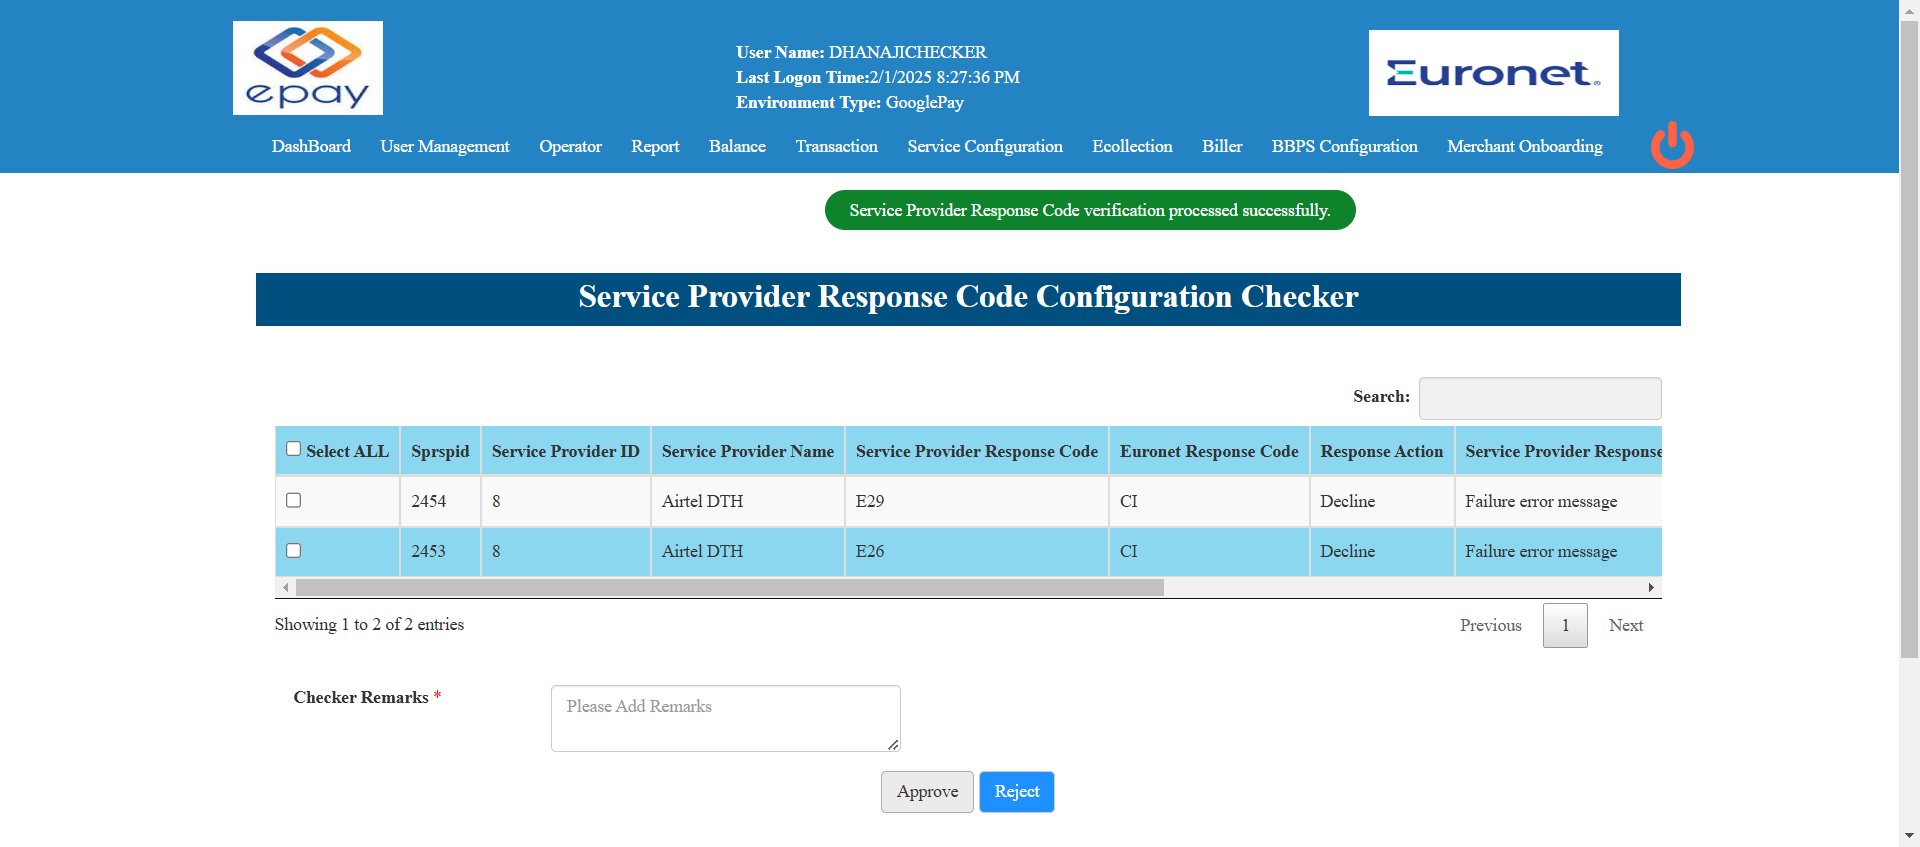 epay
User Name: DHANAJICHECKER
Last Logon Time:2/1/2025 8:27:36 PM
Environment Type: GooglePay
Euronet
DashBoard User Management Operator Report Balance Transaction Service Configuration Ecollection Biller BBPS Configuration Merchant Onboarding
Service Provider Response Code verification processed successfully.
Service Provider Response Code Configuration Checker
Search:
Select ALL Sprspid Service Provider ID Service Provider Name Service Provider Response Code Euronet Response Code Response Action Service Provider Response
2454 8 Airtel DTH E29 CI Decline Failure error message
2453 8 Airtel DTH E26 CI Decline Failure error message
Showing 1 to 2 of 2 entries
Previous 1 Next
Checker Remarks *
Please Add Remarks
Approve Reject